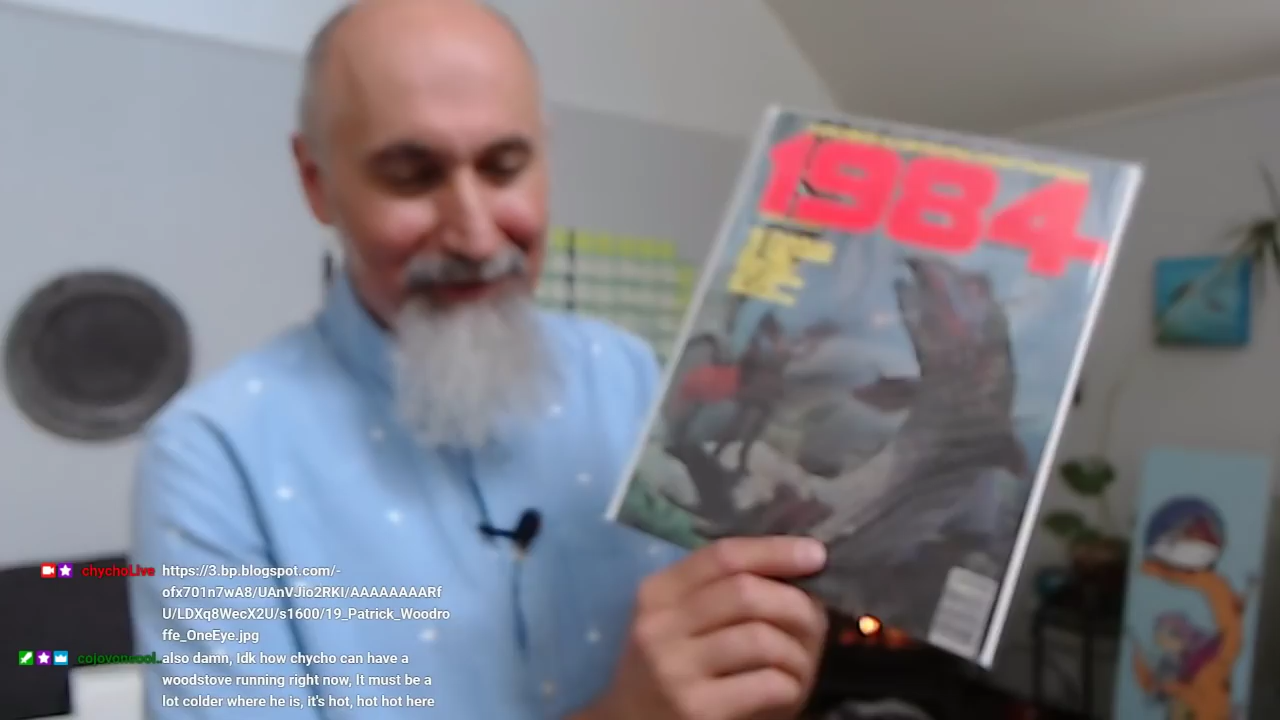 1984
chychoLive https://3.bp.blogspot.com/-
ofx701n7wA8/UAnVJio2RKI/AAAAAAAARf
U/LDXq8WecX2U/s1600/19_Patrick_Woodro
ffe_OneEye.jpg
cojoyoncool: also damn, Idk how chycho can have a
woodstove running right now, It must be a
lot colder where he is, it's hot, hot hot here